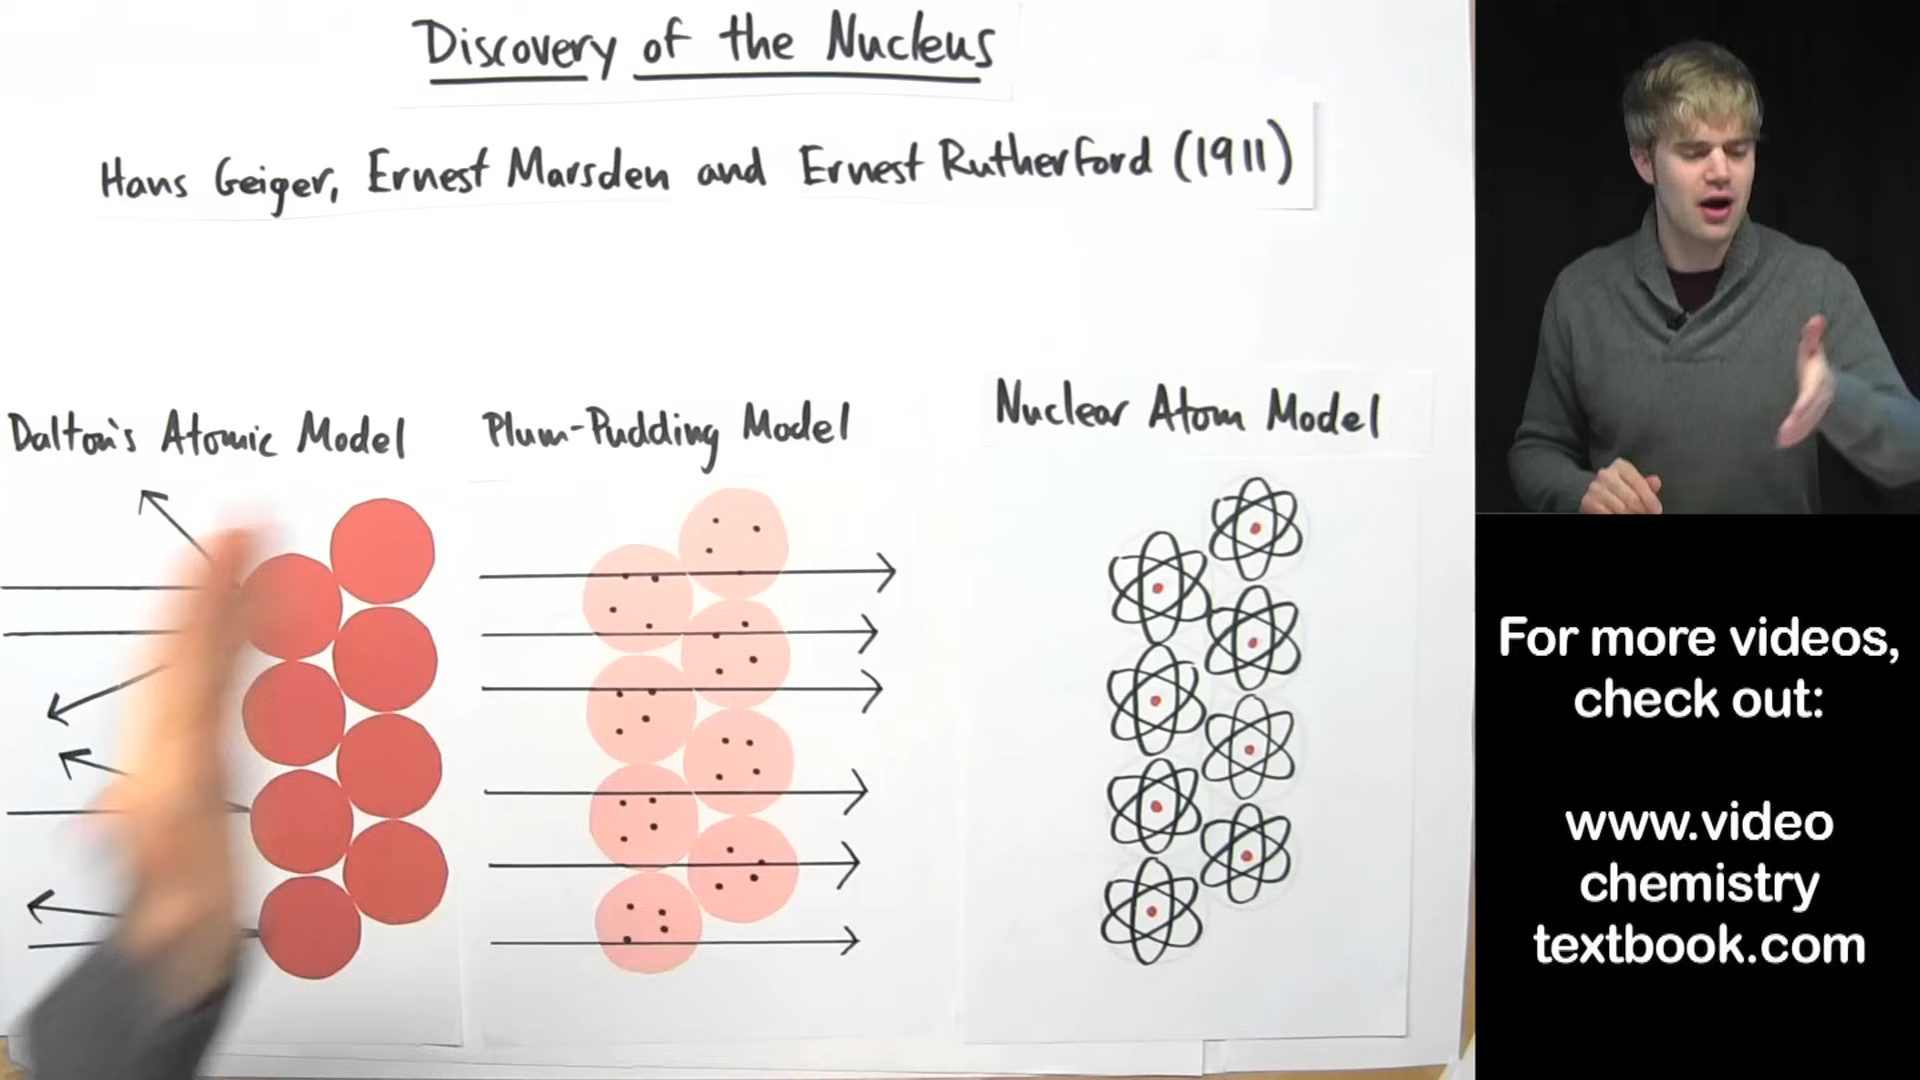 Discovery of the Nucleus
Hans Geiger, Ernest Marsden and Ernest Rutherford (1911)
Dalton's Atomic Model
Plum-Pudding Model
Nuclear Atom Model
For more videos,
check out:
www.video
chemistry
textbook.com